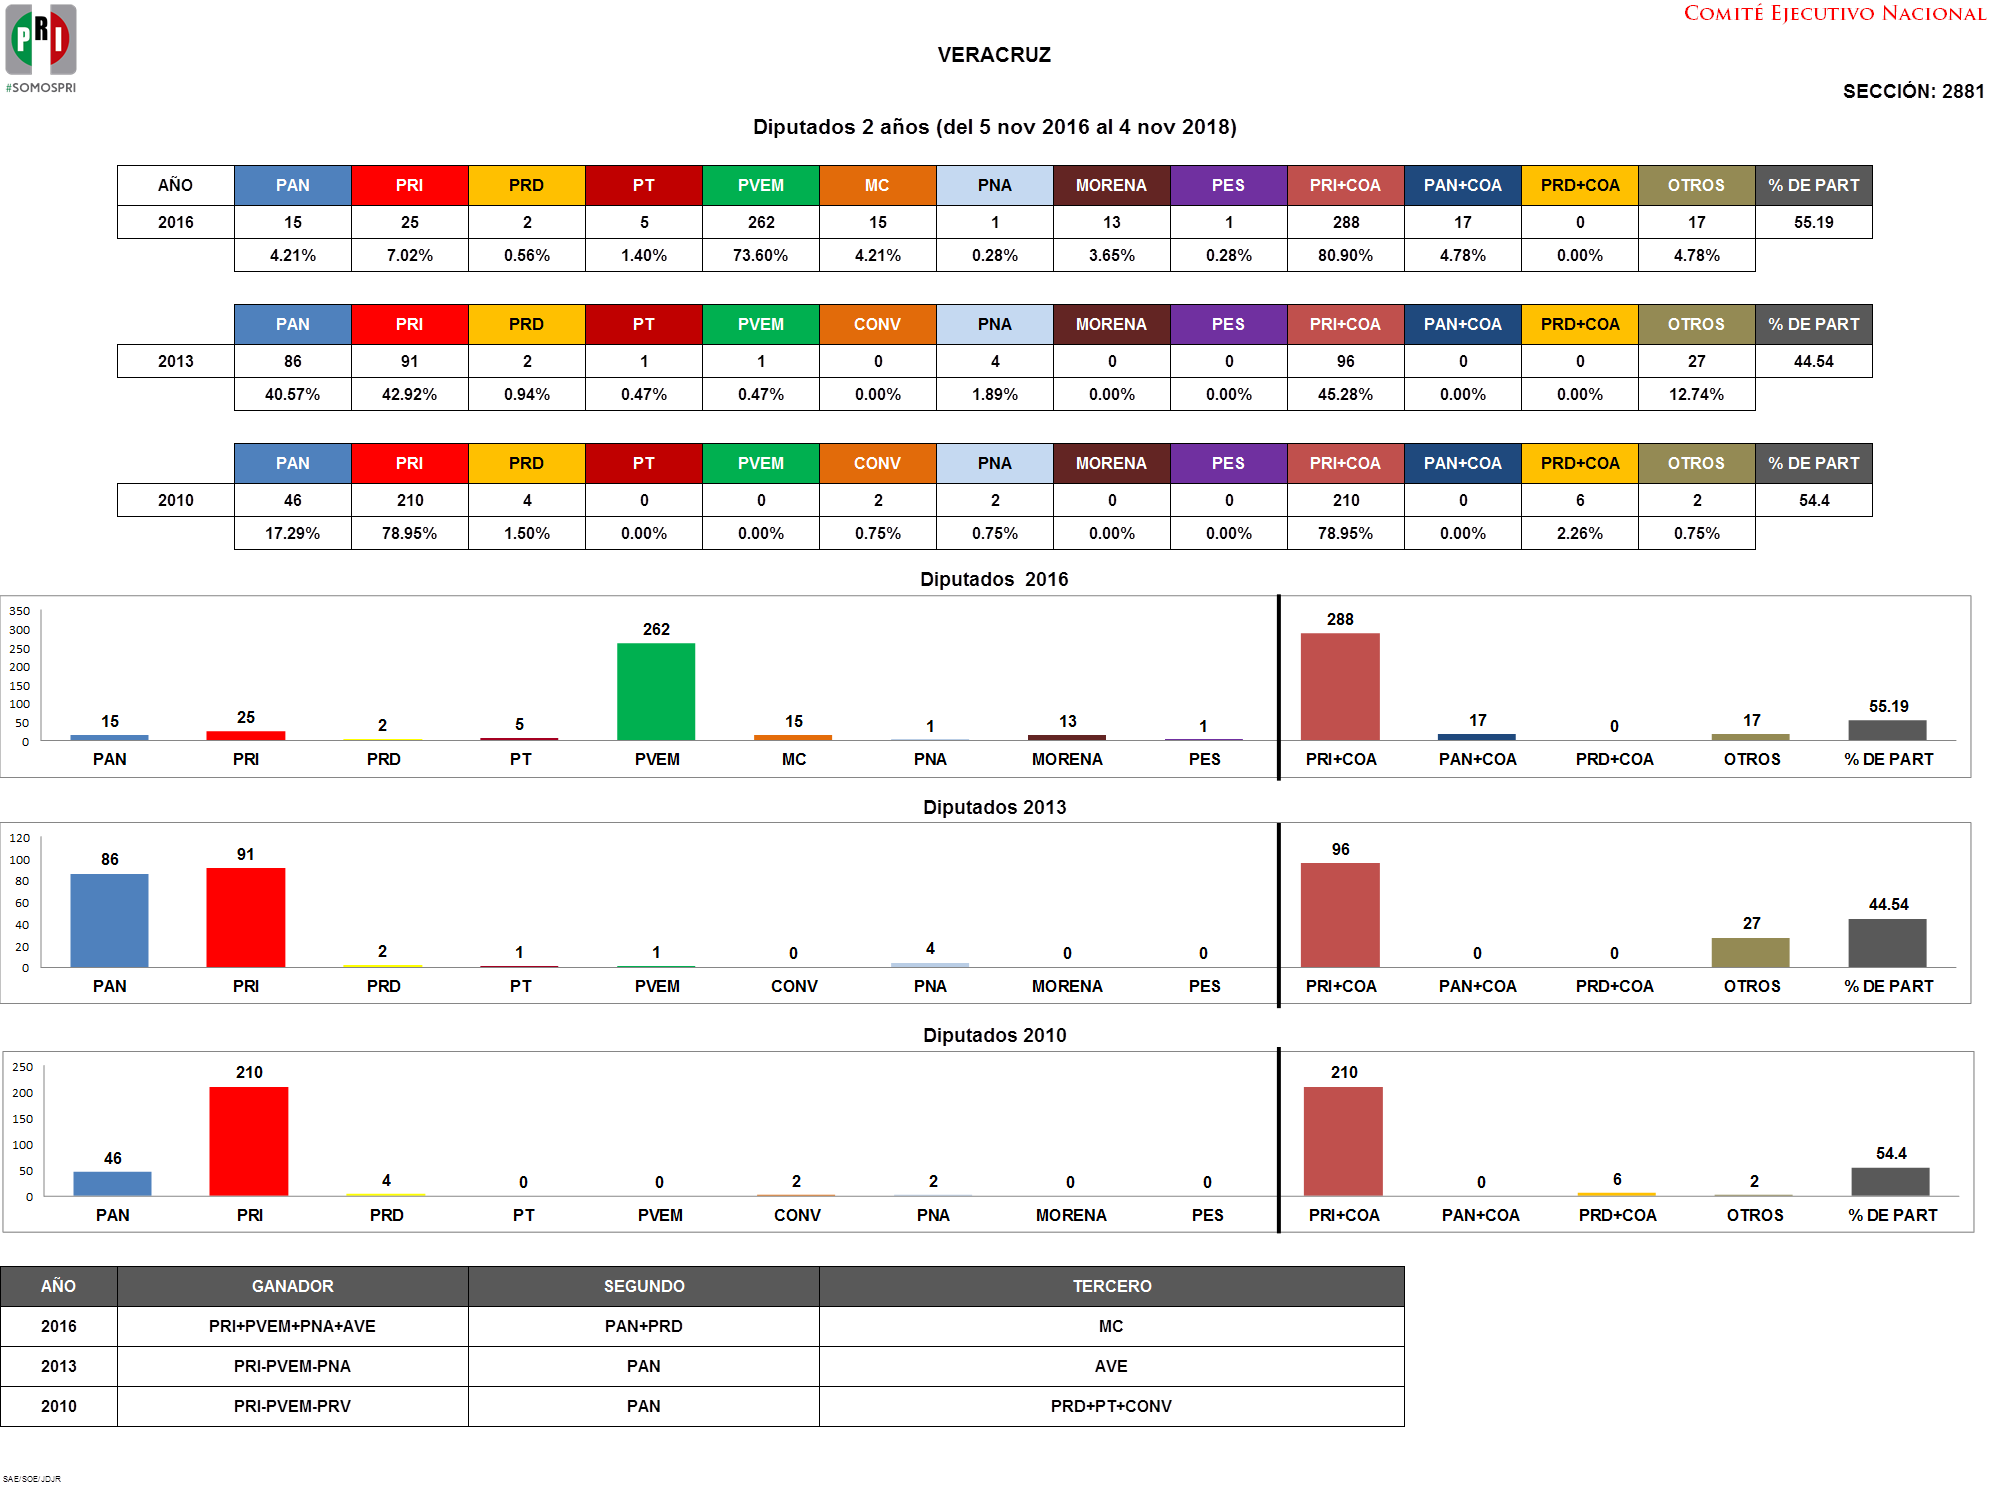 COMITÉ EJECUTIVO NACIONAL
PRI
#SOMOSPRI
VERACRUZ
SECCIÓN: 2881
Diputados 2 años (del 5 nov 2016 al 4 nov 2018)
AÑO PAN PRI PRD PT PVEM MC PNA MORENA PES PRI+COA PAN+COA PRD+COA OTROS % DE PART
2016 15 25 2 5 262 15 1 13 1 288 17 0 17 55.19
4.21% 7.02% 0.56% 1.40% 73.60% 4.21% 0.28% 3.65% 0.28% 80.90% 4.78% 0.00% 4.78%
PAN PRI PRD PT PVEM CONV PNA MORENA PES PRI+COA PAN+COA PRD+COA OTROS % DE PART
2013 86 91 2 1 1 0 4 0 0 96 0 0 27 44.54
40.57% 42.92% 0.94% 0.47% 0.47% 0.00% 1.89% 0.00% 0.00% 45.28% 0.00% 0.00% 12.74%
PAN PRI PRD PT PVEM CONV PNA MORENA PES PRI+COA PAN+COA PRD+COA OTROS % DE PART
2010 46 210 4 0 0 2 2 0 0 210 0 6 2 54.4
17.29% 78.95% 1.50% 0.00% 0.00% 0.75% 0.75% 0.00% 0.00% 78.95% 0.00% 2.26% 0.75%
Diputados 2016
350
300
250
200
150
100
50
0
15 25 2 5 262 15 1 13 1 288 17 0 17 55.19
PAN PRI PRD PT PVEM MC PNA MORENA PES PRI+COA PAN+COA PRD+COA OTROS % DE PART
Diputados 2013
120
100
80
60
40
20
0
86 91 2 1 1 0 4 0 0 96 0 0 27 44.54
PAN PRI PRD PT PVEM CONV PNA MORENA PES PRI+COA PAN+COA PRD+COA OTROS % DE PART
Diputados 2010
250
200
150
100
50
0
46 210 4 0 0 2 2 0 0 210 0 6 2 54.4
PAN PRI PRD PT PVEM CONV PNA MORENA PES PRI+COA PAN+COA PRD+COA OTROS % DE PART
AÑO GANADOR SEGUNDO TERCERO
2016 PRI+PVEM+PNA+AVE PAN+PRD MC
2013 PRI-PVEM-PNA PAN AVE
2010 PRI-PVEM-PRV PAN PRD+PT+CONV
SAE/SOE/JDJR